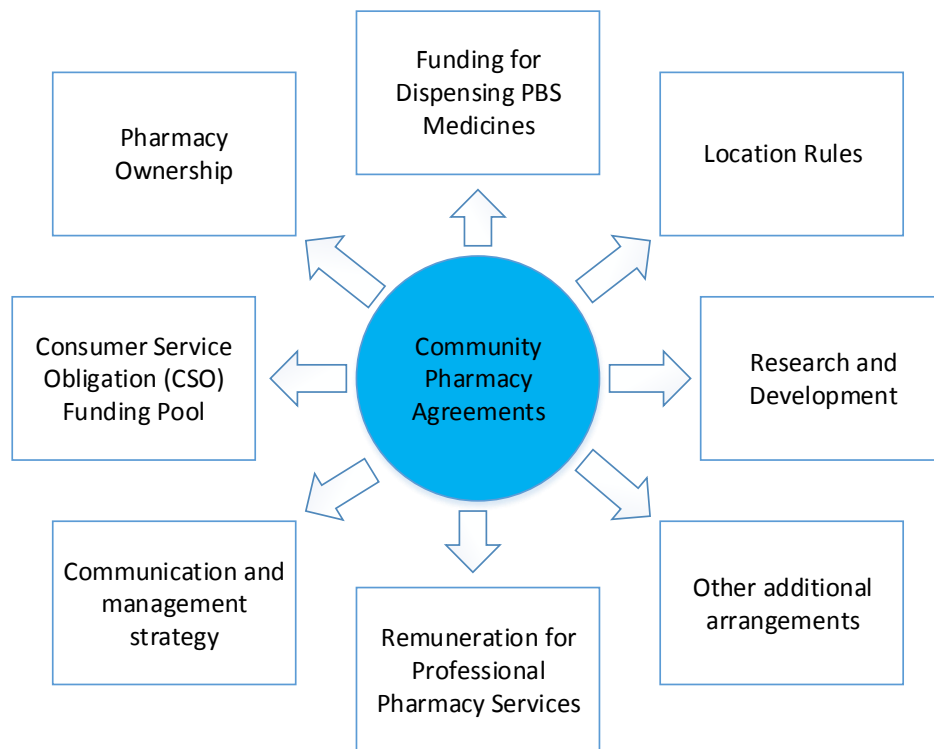 Funding for
Dispensing PBS
Medicines
Pharmacy
Ownership
Location Rules
Consumer Service
Obligation (CSO)
Funding Pool
Community
Pharmacy
Agreements
Research and
Development
Communication and
management
strategy
Remuneration for
Professional
Pharmacy Services
Other additional
arrangements